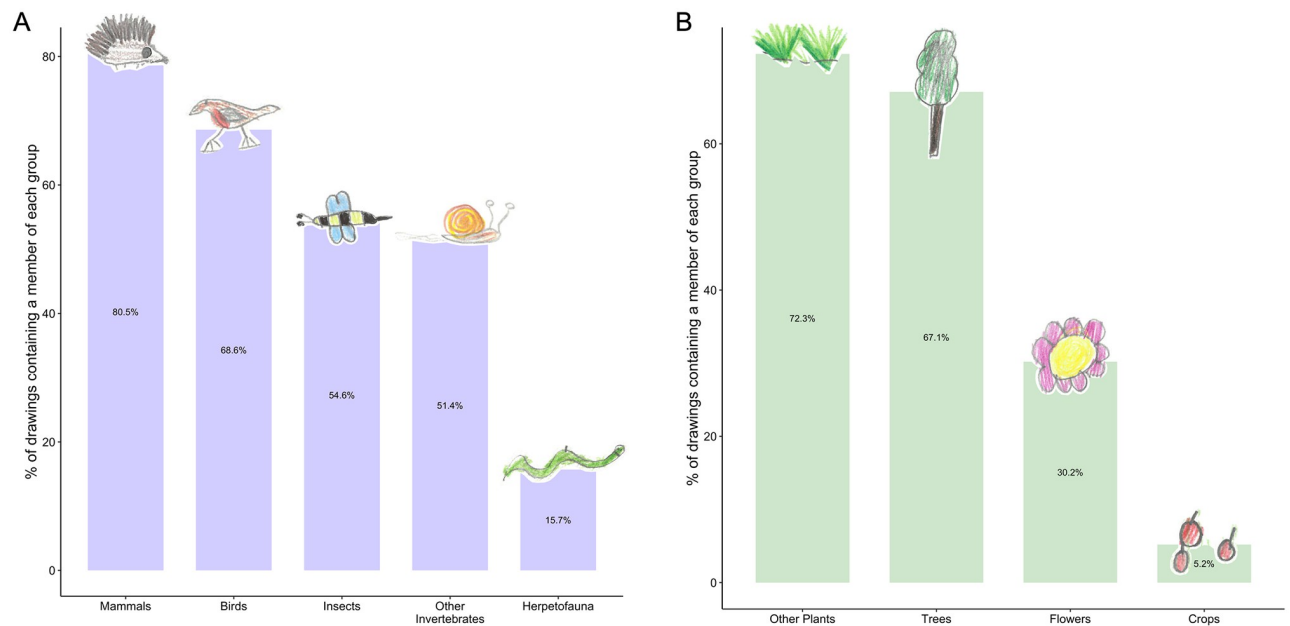 A
% of drawings containing a member of each group
80
60
40
20
0
80.5%
68.6%
54.6%
51.4%
15.7%
Mammals
Birds
Insects
Other
Invertebrates
Herpetofauna
B
% of drawings containing a member of each group
60
40
20
0
72.3%
67.1%
30.2%
5.2%
Other Plants
Trees
Flowers
Crops